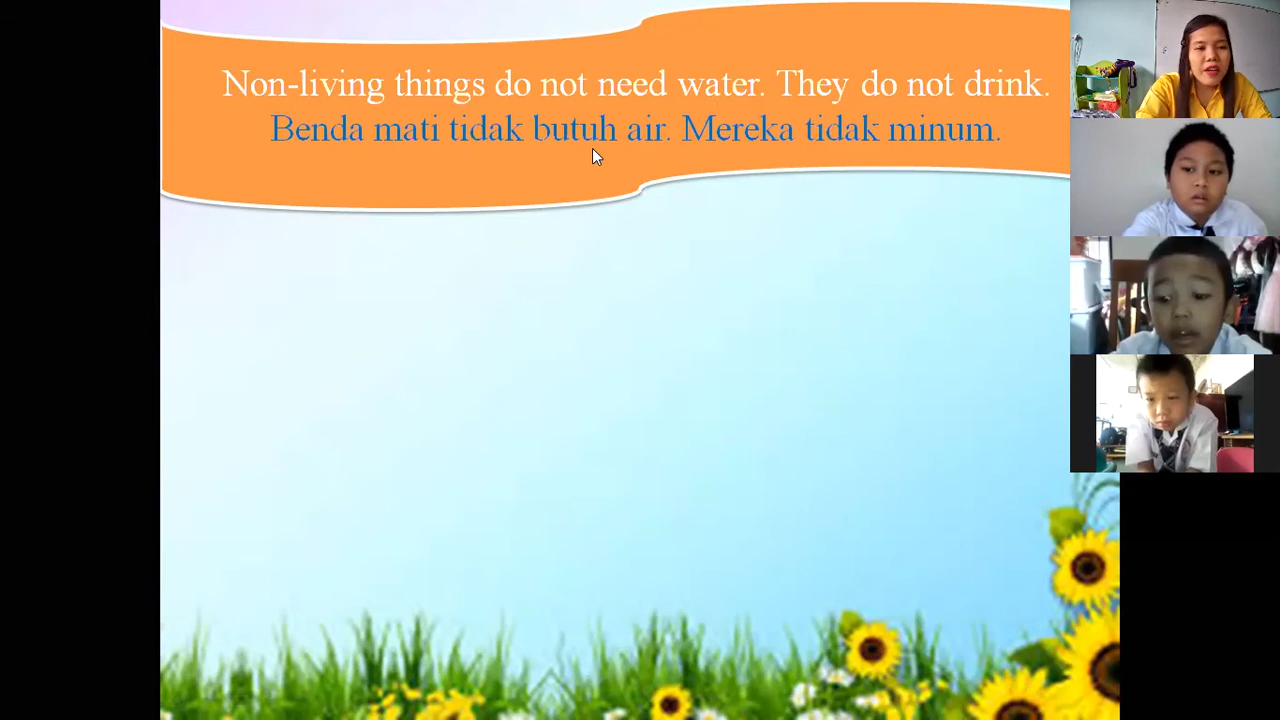 Non-living things do not need water. They do not drink.
Benda mati tidak butuh air. Mereka tidak minum.